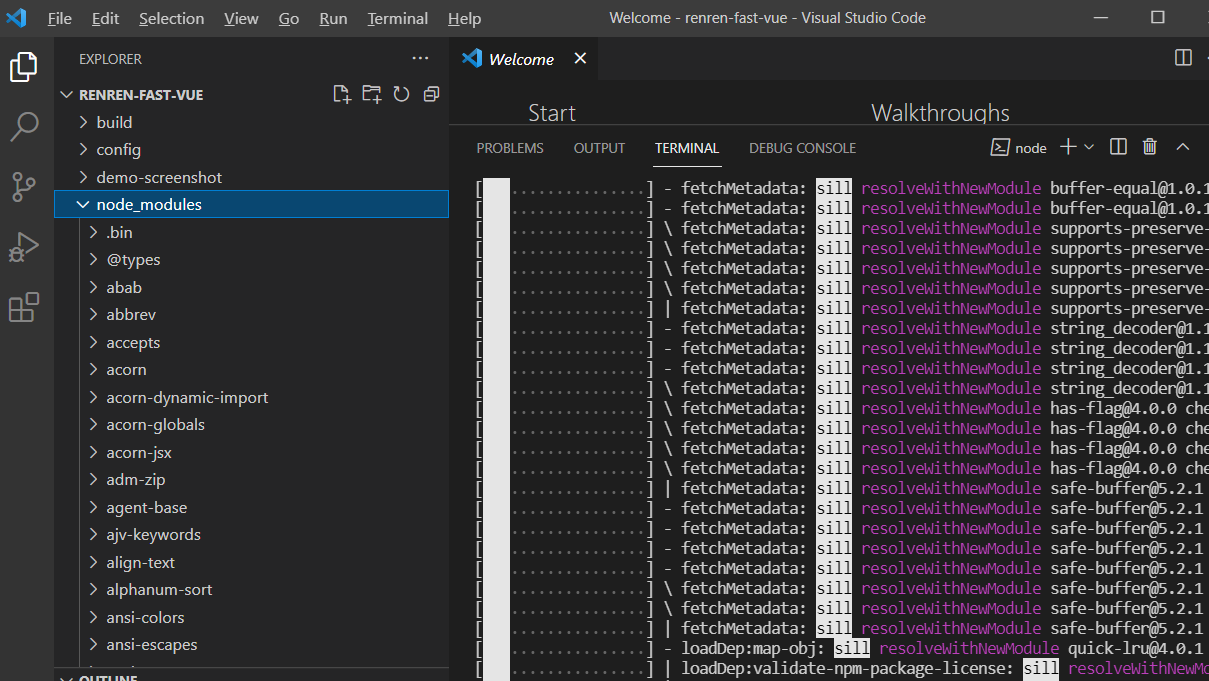 File Edit Selection View Go Run Terminal Help Welcome - renren-fast-vue - Visual Studio Code
EXPLORER
RENREN-FAST-VUE
build
config
demo-screenshot
node_modules
.bin
@types
abab
abbrev
accepts
acorn
acorn-dynamic-import
acorn-globals
acorn-jsx
adm-zip
agent-base
ajv-keywords
align-text
alphanum-sort
ansi-colors
ansi-escapes
OUTLINE
Welcome
Start Walkthroughs
PROBLEMS OUTPUT TERMINAL DEBUG CONSOLE node
[ ...............] - fetchMetadata: sill resolveWithNewModule buffer-equal@1.0.1
[ ...............] - fetchMetadata: sill resolveWithNewModule buffer-equal@1.0.1
[ ...............] \ fetchMetadata: sill resolveWithNewModule supports-preserve-
[ ...............] \ fetchMetadata: sill resolveWithNewModule supports-preserve-
[ ...............] \ fetchMetadata: sill resolveWithNewModule supports-preserve-
[ ...............] \ fetchMetadata: sill resolveWithNewModule supports-preserve-
[ ...............] | fetchMetadata: sill resolveWithNewModule supports-preserve-
[ ...............] - fetchMetadata: sill resolveWithNewModule string_decoder@1.1
[ ...............] - fetchMetadata: sill resolveWithNewModule string_decoder@1.1
[ ...............] - fetchMetadata: sill resolveWithNewModule string_decoder@1.1
[ ...............] \ fetchMetadata: sill resolveWithNewModule string_decoder@1.1
[ ...............] \ fetchMetadata: sill resolveWithNewModule has-flag@4.0.0 che
[ ...............] \ fetchMetadata: sill resolveWithNewModule has-flag@4.0.0 che
[ ...............] \ fetchMetadata: sill resolveWithNewModule has-flag@4.0.0 che
[ ...............] \ fetchMetadata: sill resolveWithNewModule has-flag@4.0.0 che
[ ...............] | fetchMetadata: sill resolveWithNewModule safe-buffer@5.2.1
[ ...............] - fetchMetadata: sill resolveWithNewModule safe-buffer@5.2.1
[ ...............] - fetchMetadata: sill resolveWithNewModule safe-buffer@5.2.1
[ ...............] - fetchMetadata: sill resolveWithNewModule safe-buffer@5.2.1
[ ...............] - fetchMetadata: sill resolveWithNewModule safe-buffer@5.2.1
[ ...............] \ fetchMetadata: sill resolveWithNewModule safe-buffer@5.2.1
[ ...............] \ fetchMetadata: sill resolveWithNewModule safe-buffer@5.2.1
[ ...............] | fetchMetadata: sill resolveWithNewModule safe-buffer@5.2.1
[ ...............] - loadDep:map-obj: sill resolveWithNewModule quick-lru@4.0.1
[ ...............] | loadDep:validate-npm-package-license: sill resolveWithNewMo